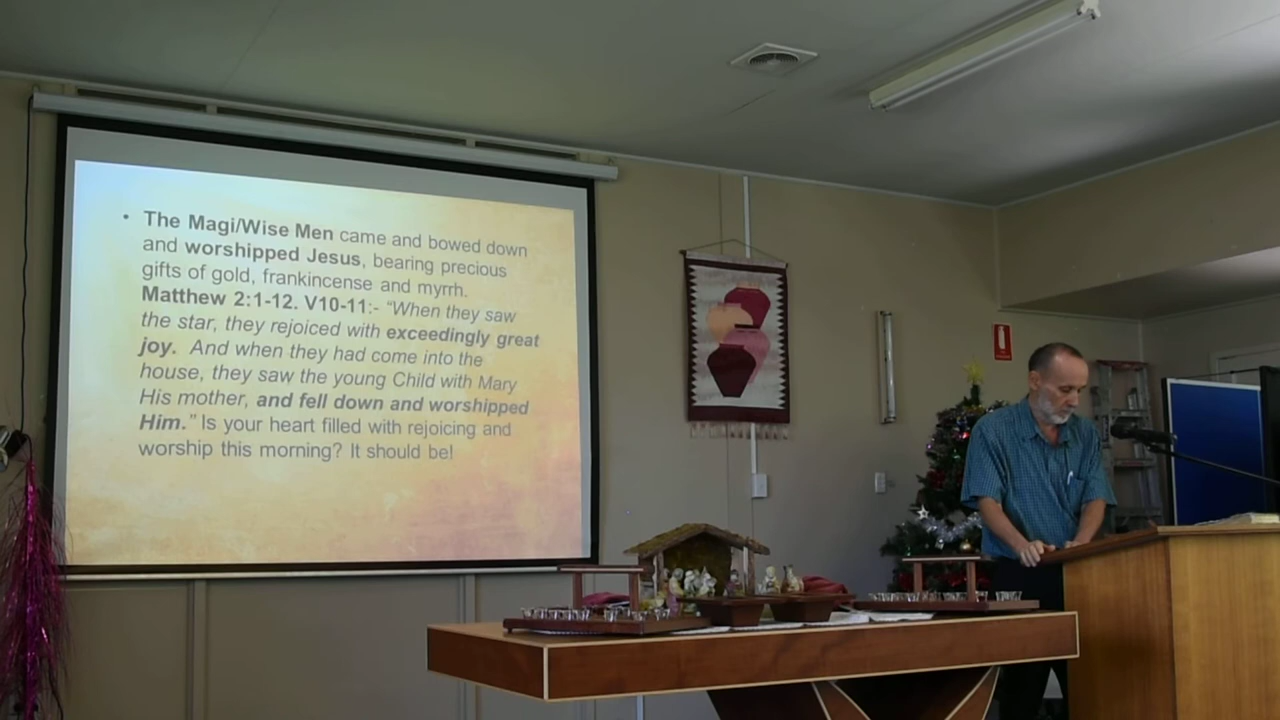 • The Magi/Wise Men came and bowed down
and worshipped Jesus, bearing precious
gifts of gold, frankincense and myrrh.
Matthew 2:1-12. V10-11:- “When they saw
the star, they rejoiced with exceedingly great
joy. And when they had come into the
house, they saw the young Child with Mary
His mother, and fell down and worshipped
Him." Is your heart filled with rejoicing and
worship this morning? It should be!